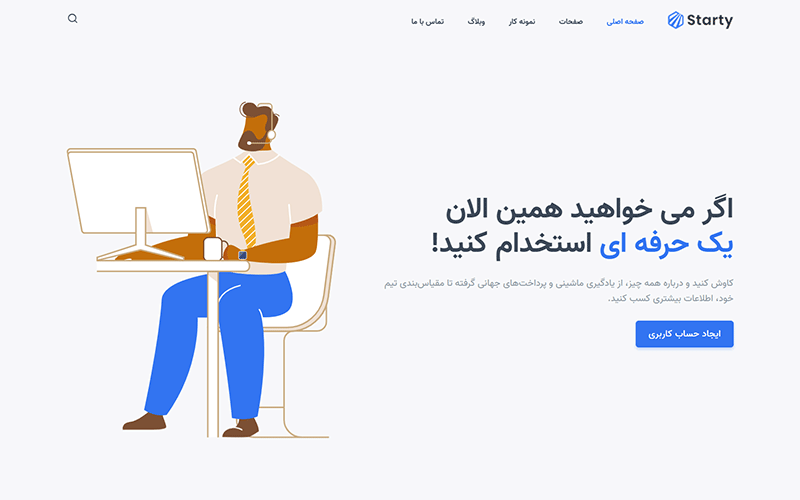 Starty
صفحه اصلی
صفحات
نمونه کار
وبلاگ
تماس با ما
اگر می خواهید همین الان
یک حرفه ای استخدام کنید!
کاوش کنید و درباره همه چیز، از یادگیری ماشینی و پرداخت‌های جهانی گرفته تا مقیاس‌بندی تیم
خود، اطلاعات بیشتری کسب کنید.
ایجاد حساب کاربری